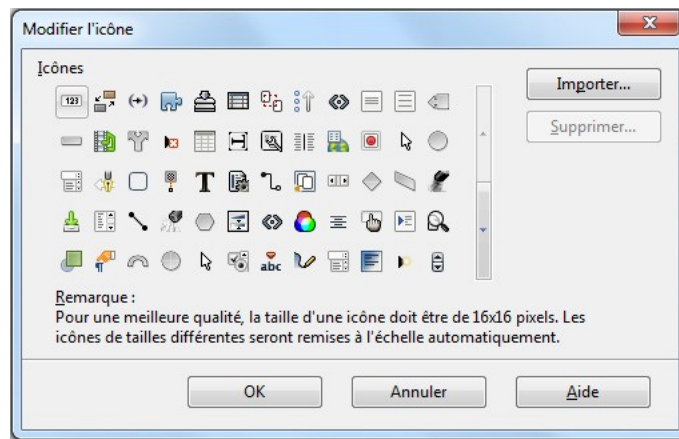 Modifier l'icône
Icônes
Importer...
Supprimer...
123
T
abc
Remarque :
Pour une meilleure qualité, la taille d'une icône doit être de 16x16 pixels. Les
icônes de tailles différentes seront remises à l'échelle automatiquement.
OK
Annuler
Aide